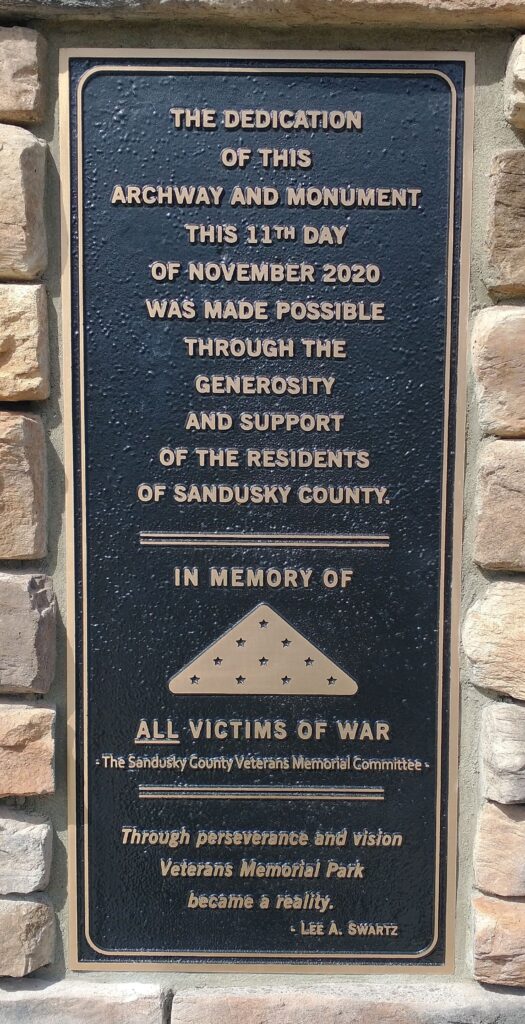 THE DEDICATION
OF THIS
ARCHWAY AND MONUMENT
THIS 11TH DAY
OF NOVEMBER 2020
WAS MADE POSSIBLE
THROUGH THE
GENEROSITY
AND SUPPORT
OF THE RESIDENTS
OF SANDUSKY COUNTY.
IN MEMORY OF
ALL VICTIMS OF WAR
- The Sandusky County Veterans Memorial Committee -
Through perseverance and vision
Veterans Memorial Park
became a reality.
- LEE A. SWARTZ